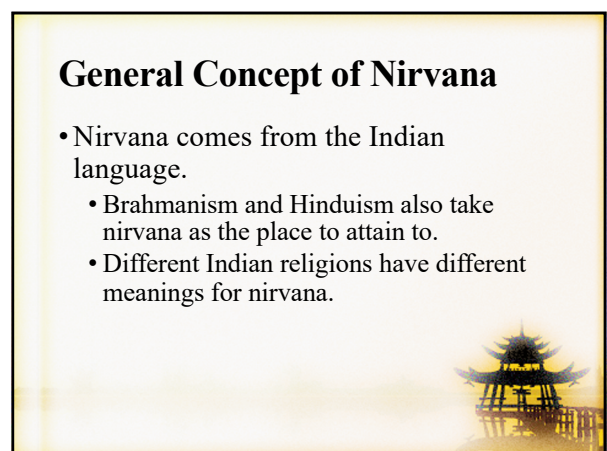 General Concept of Nirvana
• Nirvana comes from the Indian
language.
• Brahmanism and Hinduism also take
nirvana as the place to attain to.
• Different Indian religions have different
meanings for nirvana.